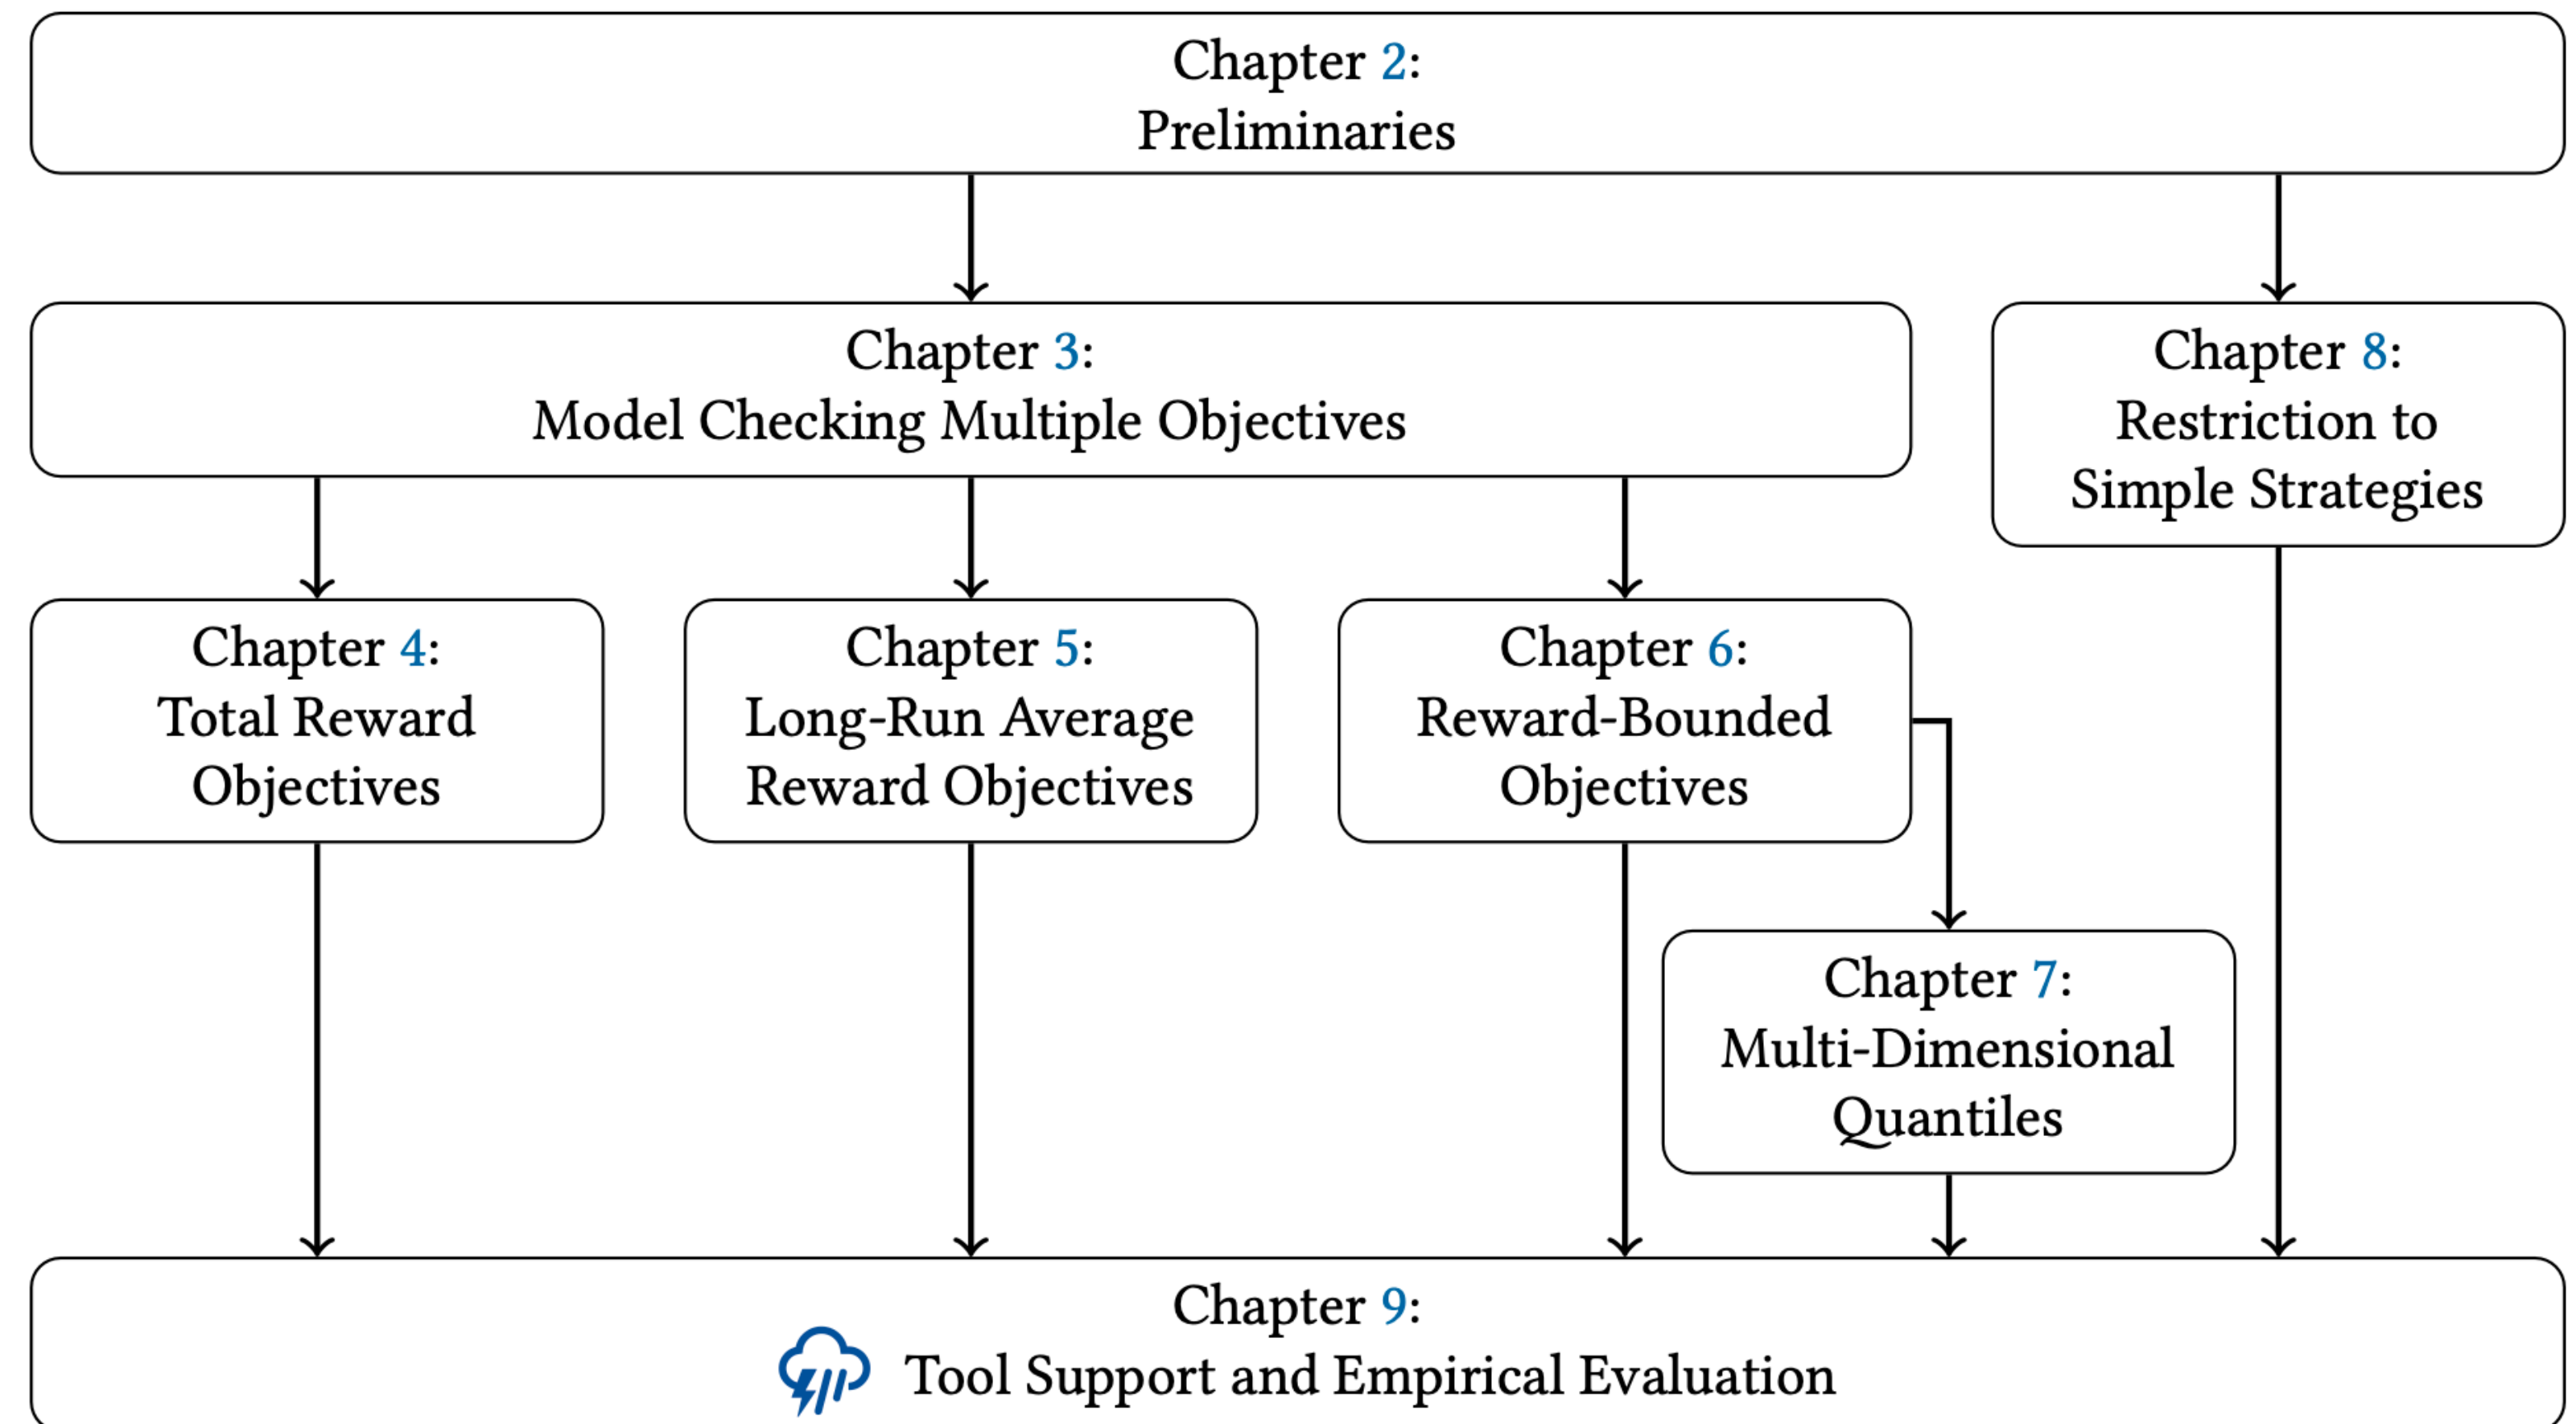 Chapter 2:
Preliminaries
Chapter 3:
Model Checking Multiple Objectives
Chapter 8:
Restriction to
Simple Strategies
Chapter 4:
Total Reward
Objectives
Chapter 5:
Long-Run Average
Reward Objectives
Chapter 6:
Reward-Bounded
Objectives
Chapter 7:
Multi-Dimensional
Quantiles
Chapter 9:
Tool Support and Empirical Evaluation